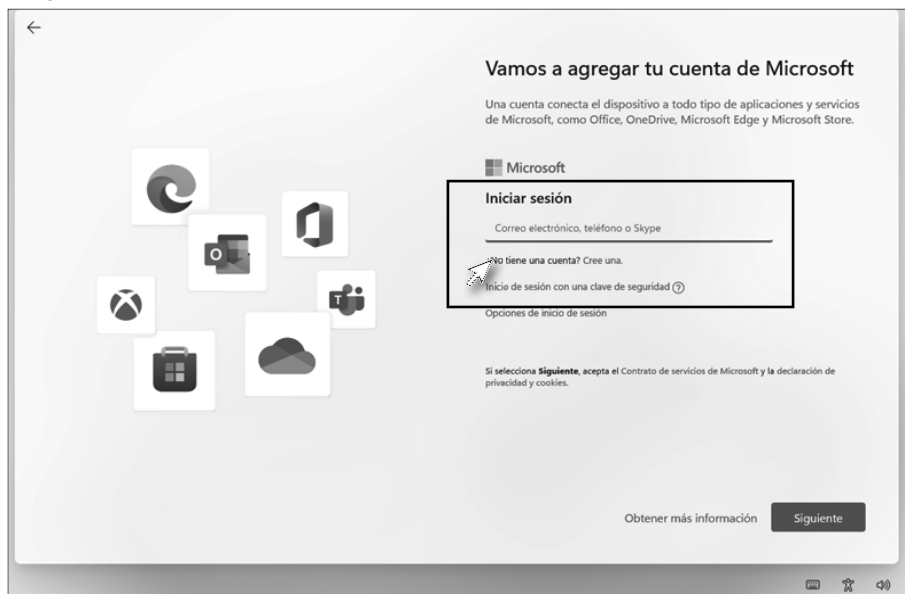 Vamos a agregar tu cuenta de Microsoft
Una cuenta conecta el dispositivo a todo tipo de aplicaciones y servicios
de Microsoft, como Office, OneDrive, Microsoft Edge y Microsoft Store.
Microsoft
Iniciar sesión
Correo electrónico, teléfono o Skype
¿No tiene una cuenta? Cree una.
Inicio de sesión con una clave de seguridad
Opciones de inicio de sesión
Si selecciona Siguiente, acepta el Contrato de servicios de Microsoft y la declaración de
privacidad y cookies.
Obtener más información
Siguiente